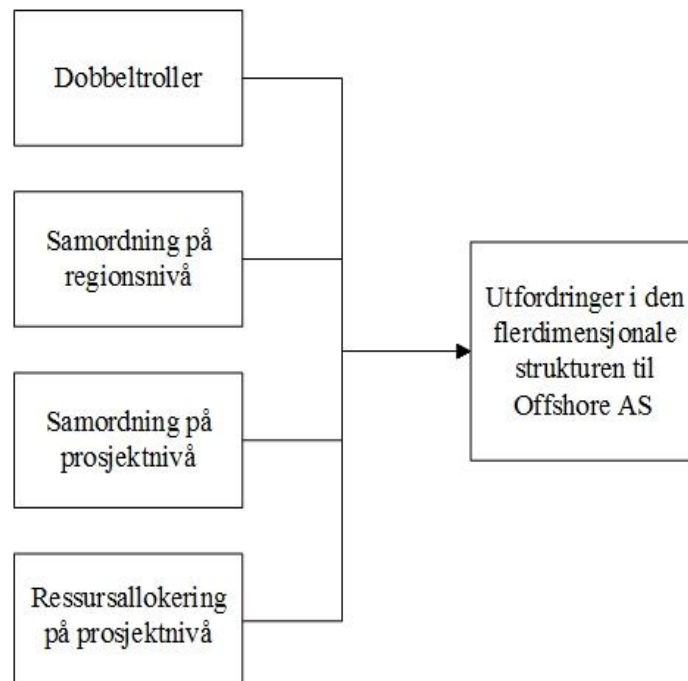 Dobbeltroller
Samordning på
regionsnivå
Samordning på
prosjektnivå
Ressursallokering
på prosjektnivå
Utfordringer i den
flerdimensjonale
strukturen til
Offshore AS